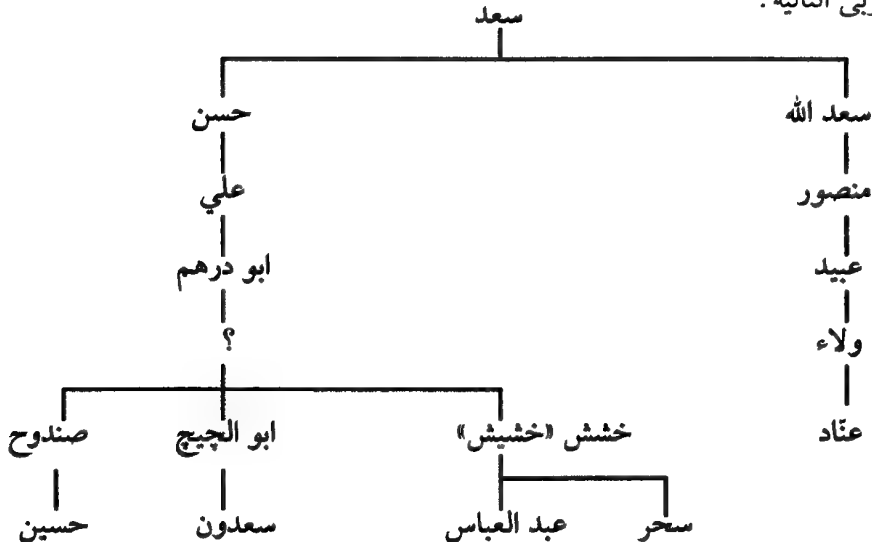 القربى التالية :
سعد
سعد الله حسن
منصور علي
عبيد ابو درهم
ولاء ؟
عنّاد خشش «خشيش» ابو الچيچ صندوح
سحر عبد العباس سعدون حسين